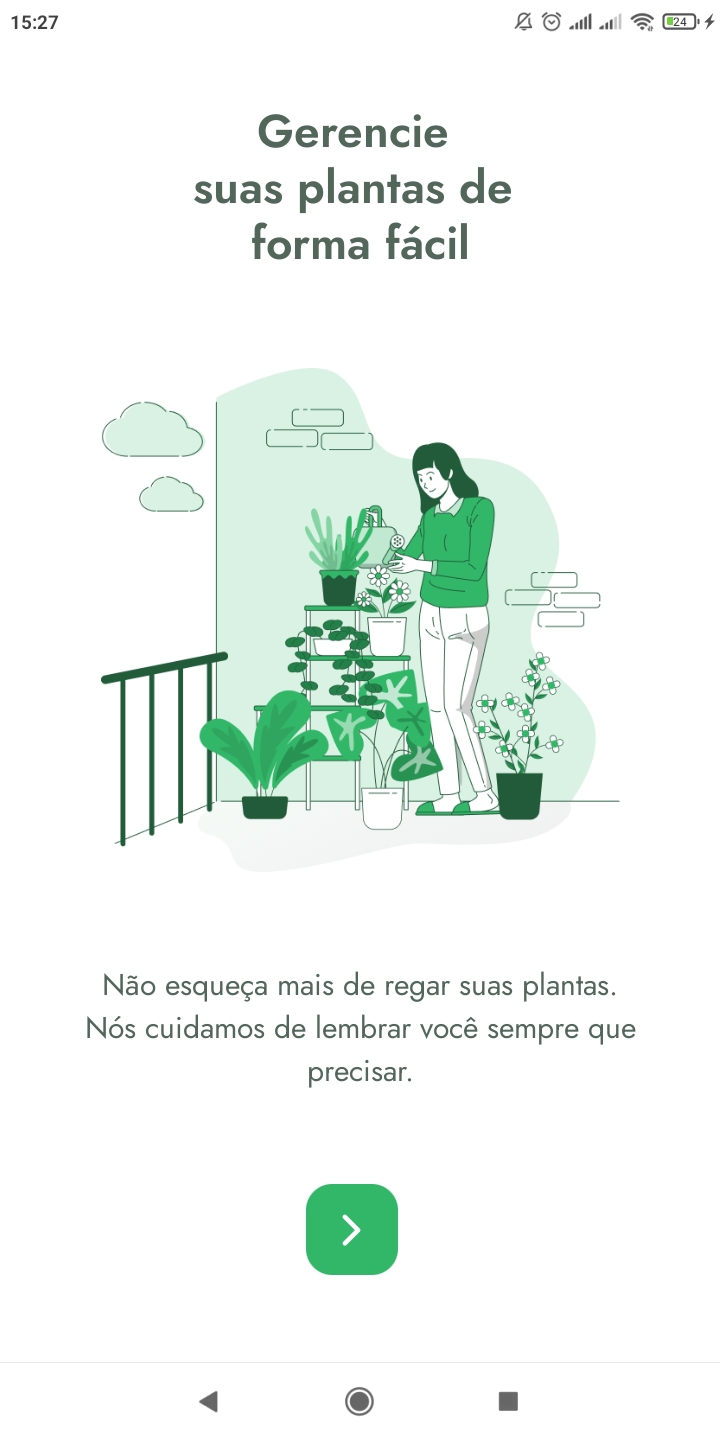 15:27
24
Gerencie
suas plantas de
forma fácil
Não esqueça mais de regar suas plantas.
Nós cuidamos de lembrar você sempre que
precisar.